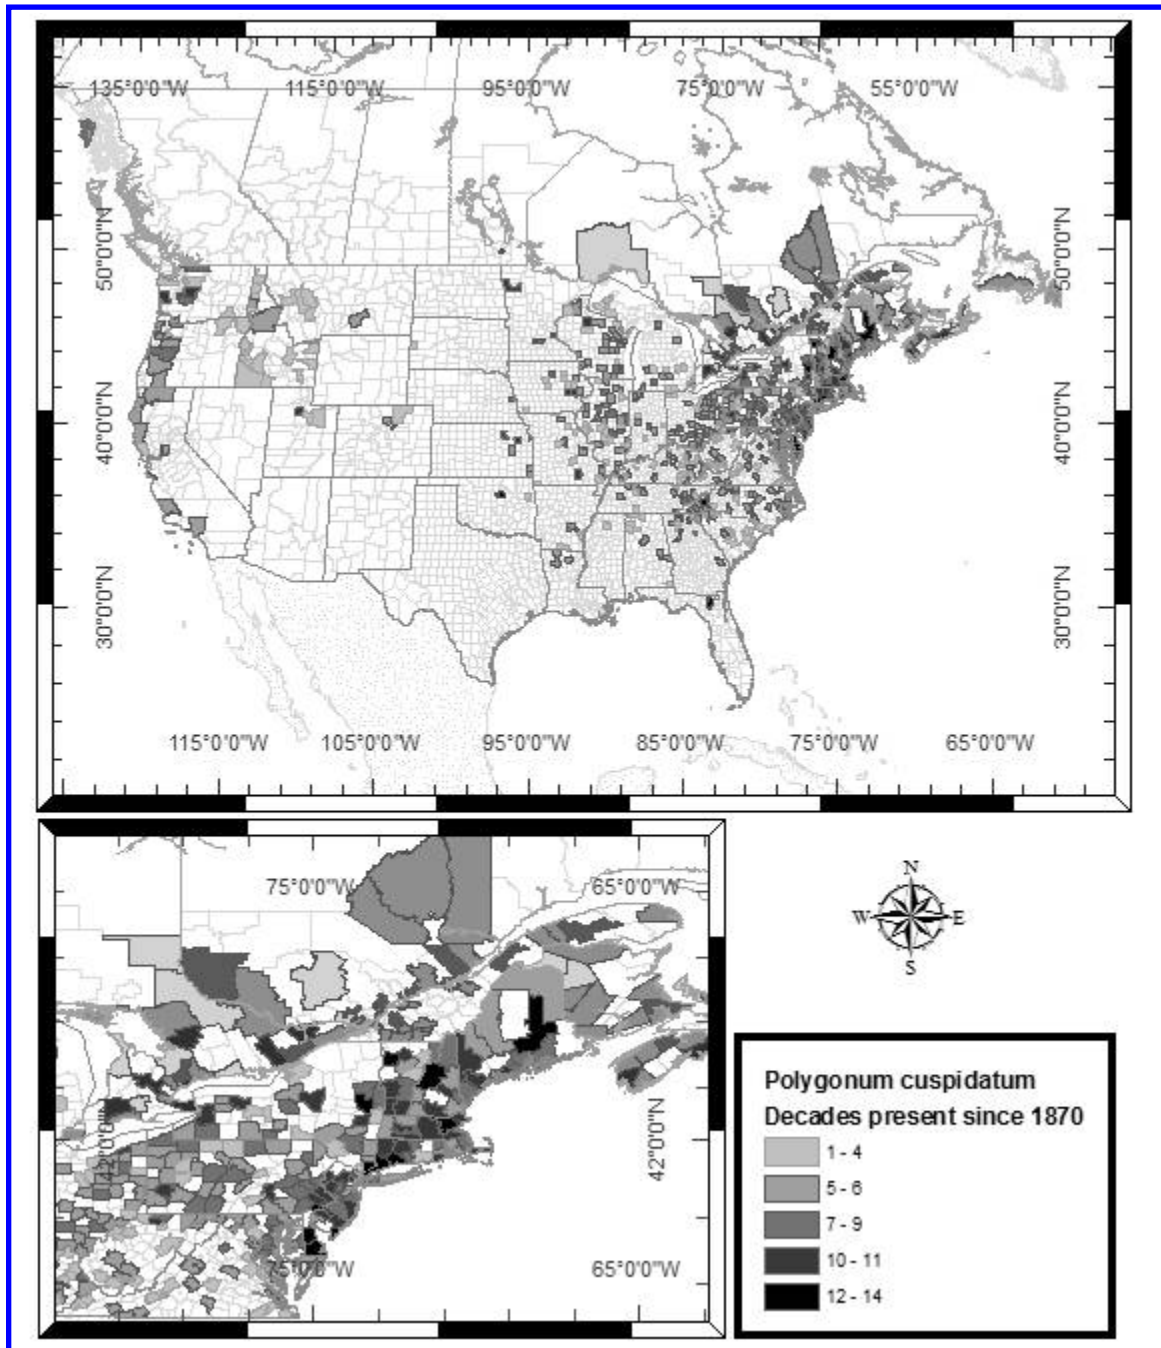 135°0'0"W 115°0'0"W 95°0'0"W 75°0'0"W 55°0'0"W
50°0'0"N 50°0'0"N
40°0'0"N 40°0'0"N
30°0'0"N 30°0'0"N
115°0'0"W 105°0'0"W 95°0'0"W 85°0'0"W 75°0'0"W 65°0'0"W
75°0'0"W 65°0'0"W
42°0'0"N 42°0'0"N
75°0'0"W 65°0'0"W
N
W E
S
Polygonum cuspidatum
Decades present since 1870
1 - 4
5 - 6
7 - 9
10 - 11
12 - 14